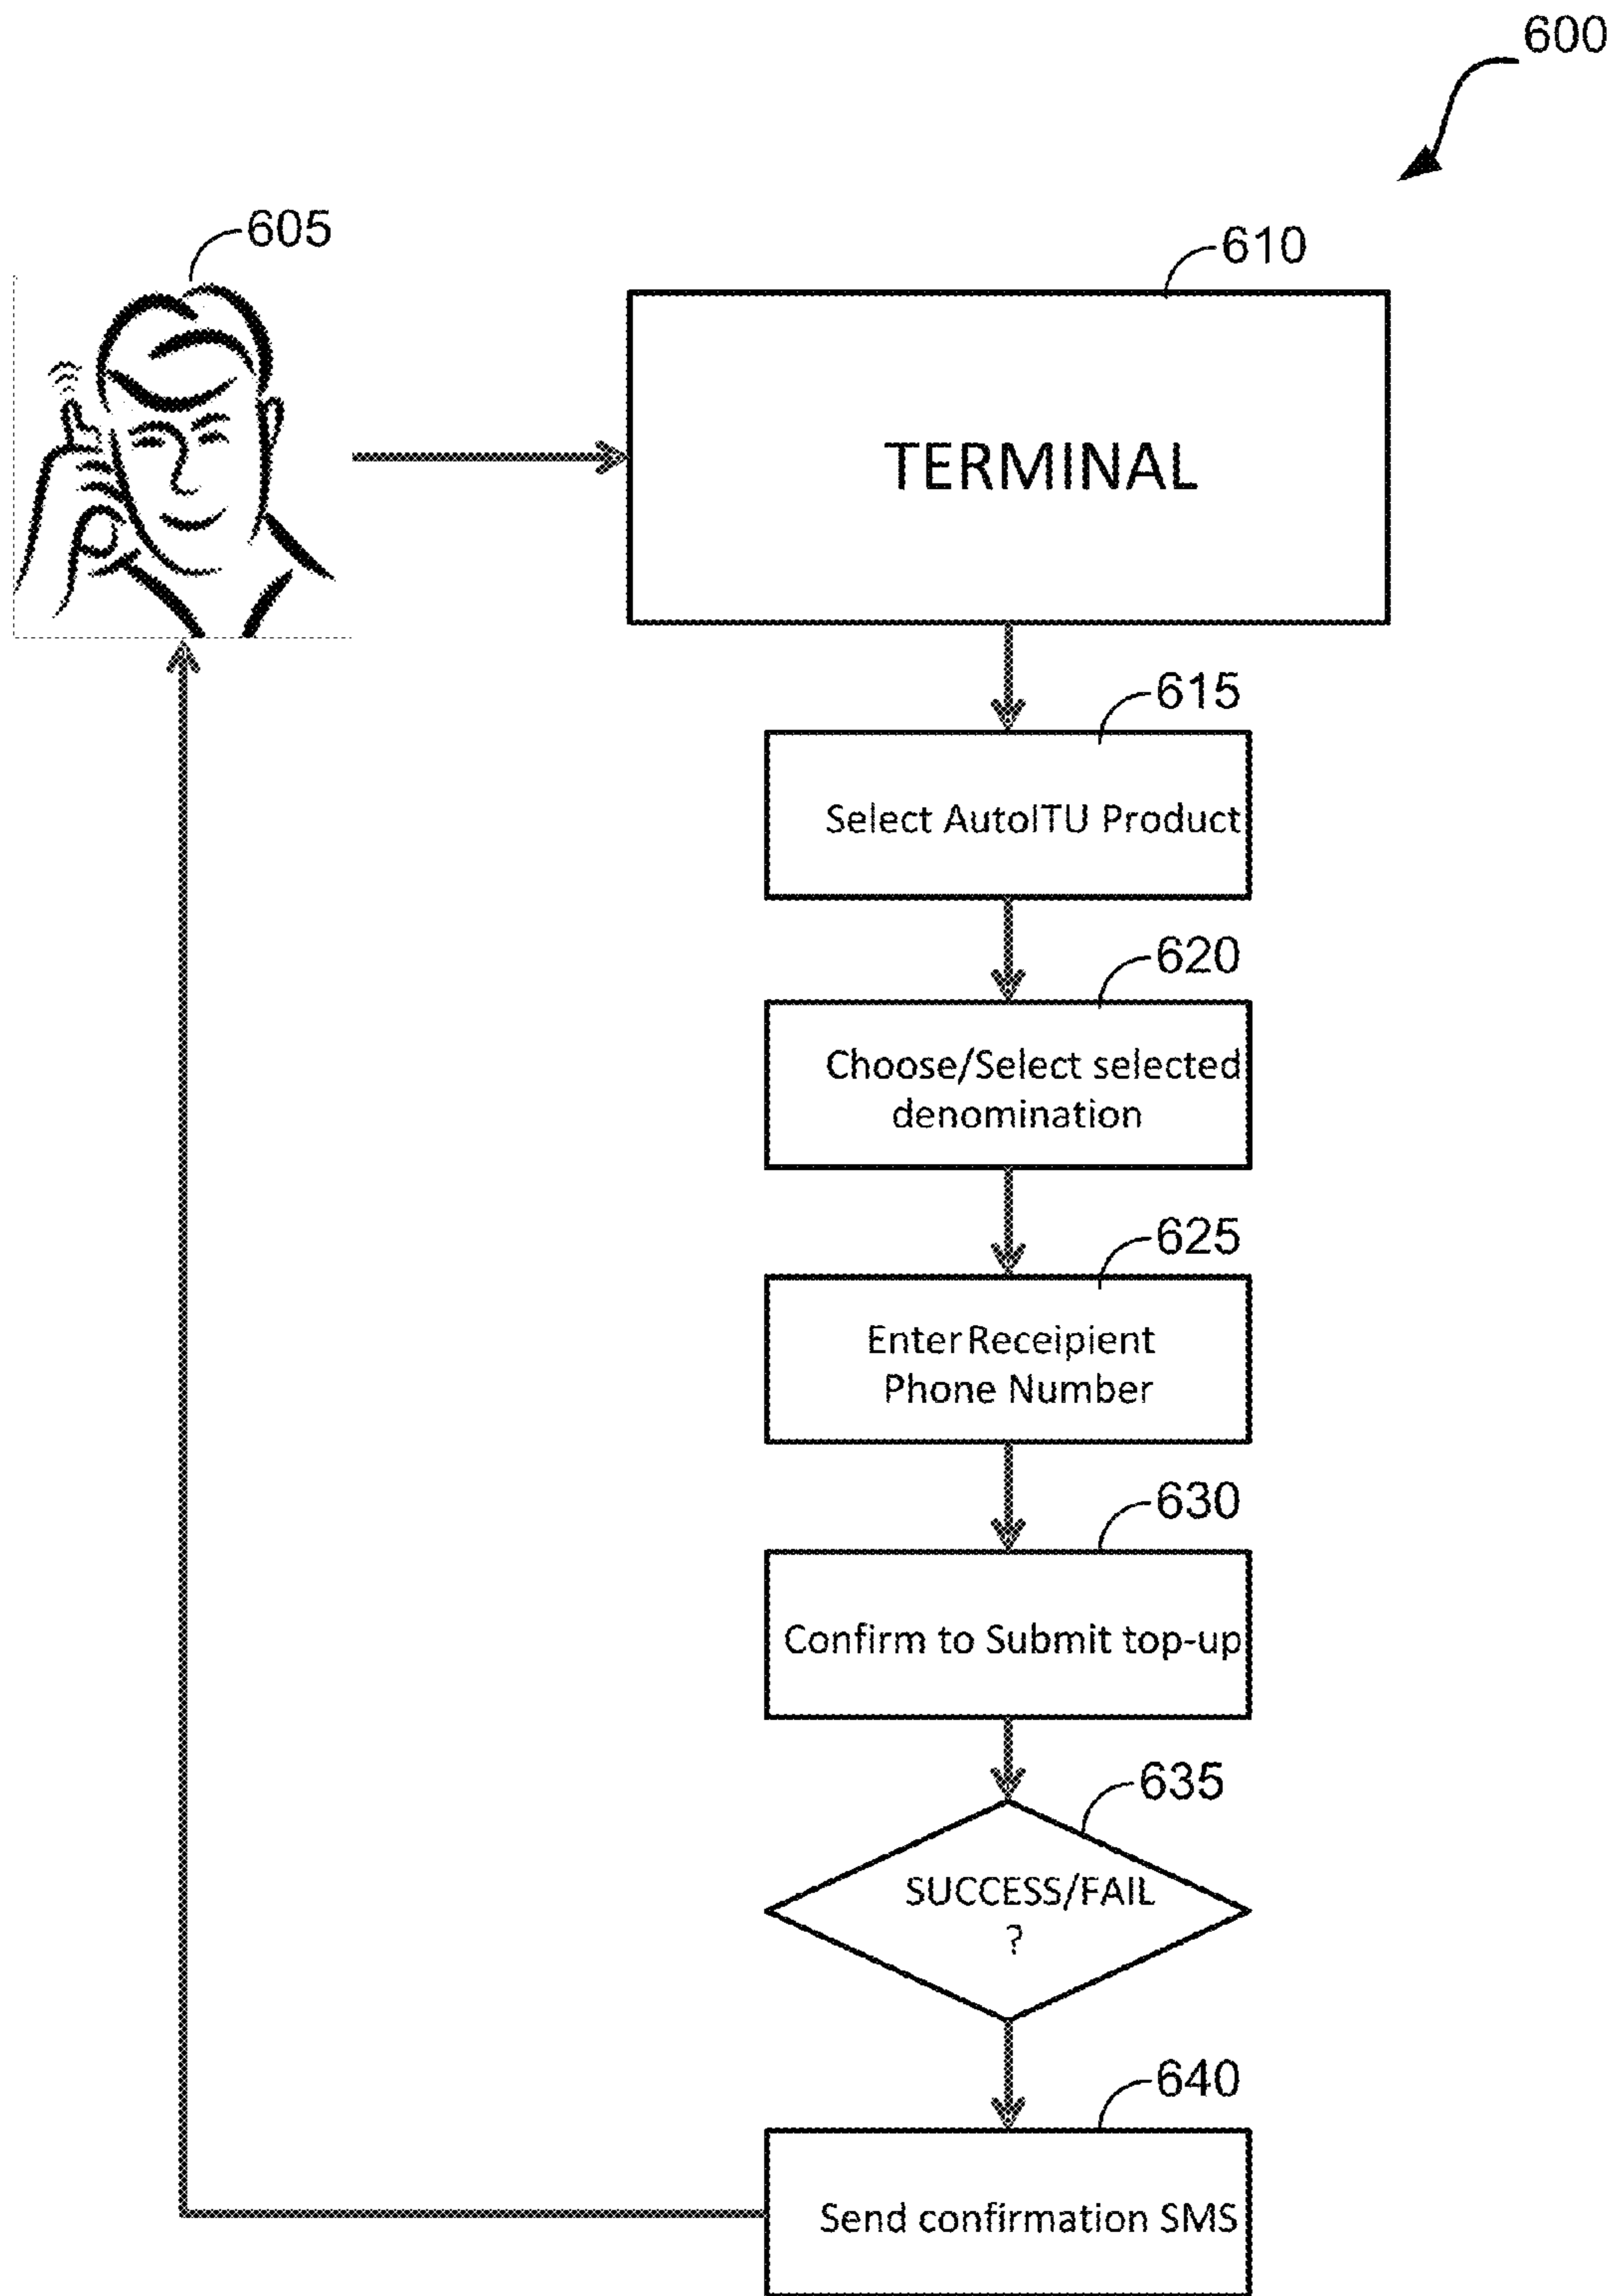 600
605
610
TERMINAL
615
Select AutoITU Product
620
Choose/Select selected
denomination
625
Enter Receipient
Phone Number
630
Confirm to Submit top-up
635
SUCCESS/FAIL
?
640
Send confirmation SMS